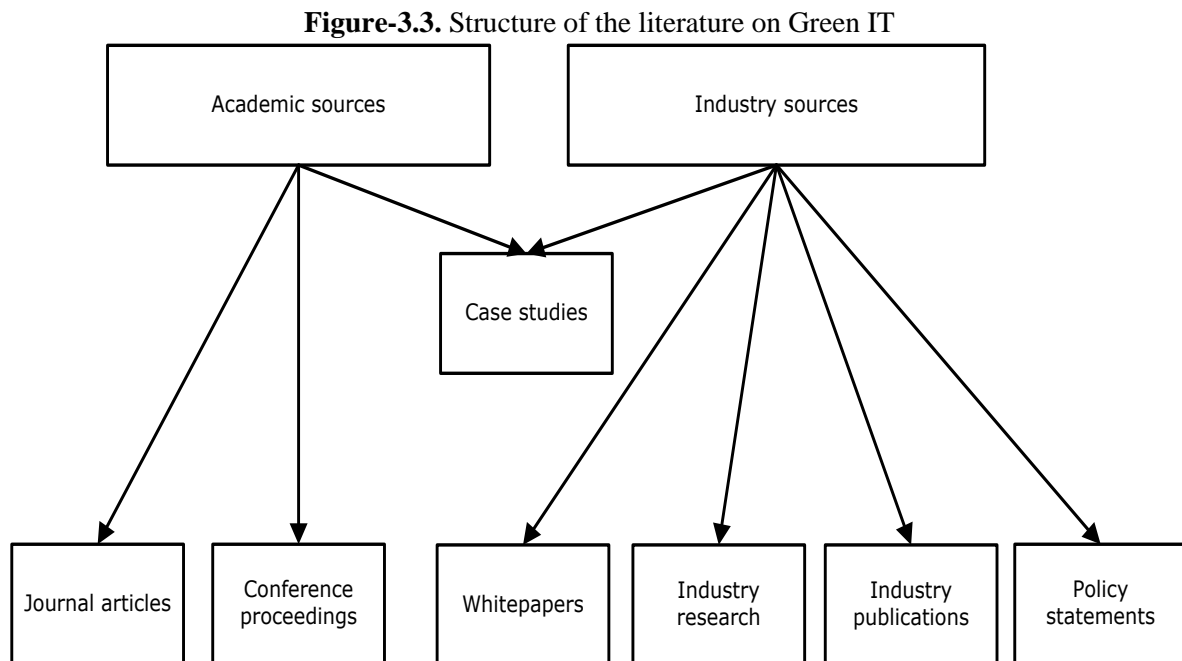 Figure-3.3. Structure of the literature on Green IT
Academic sources
Industry sources
Case studies
Journal articles
Conference
proceedings
Whitepapers
Industry
research
Industry
publications
Policy
statements